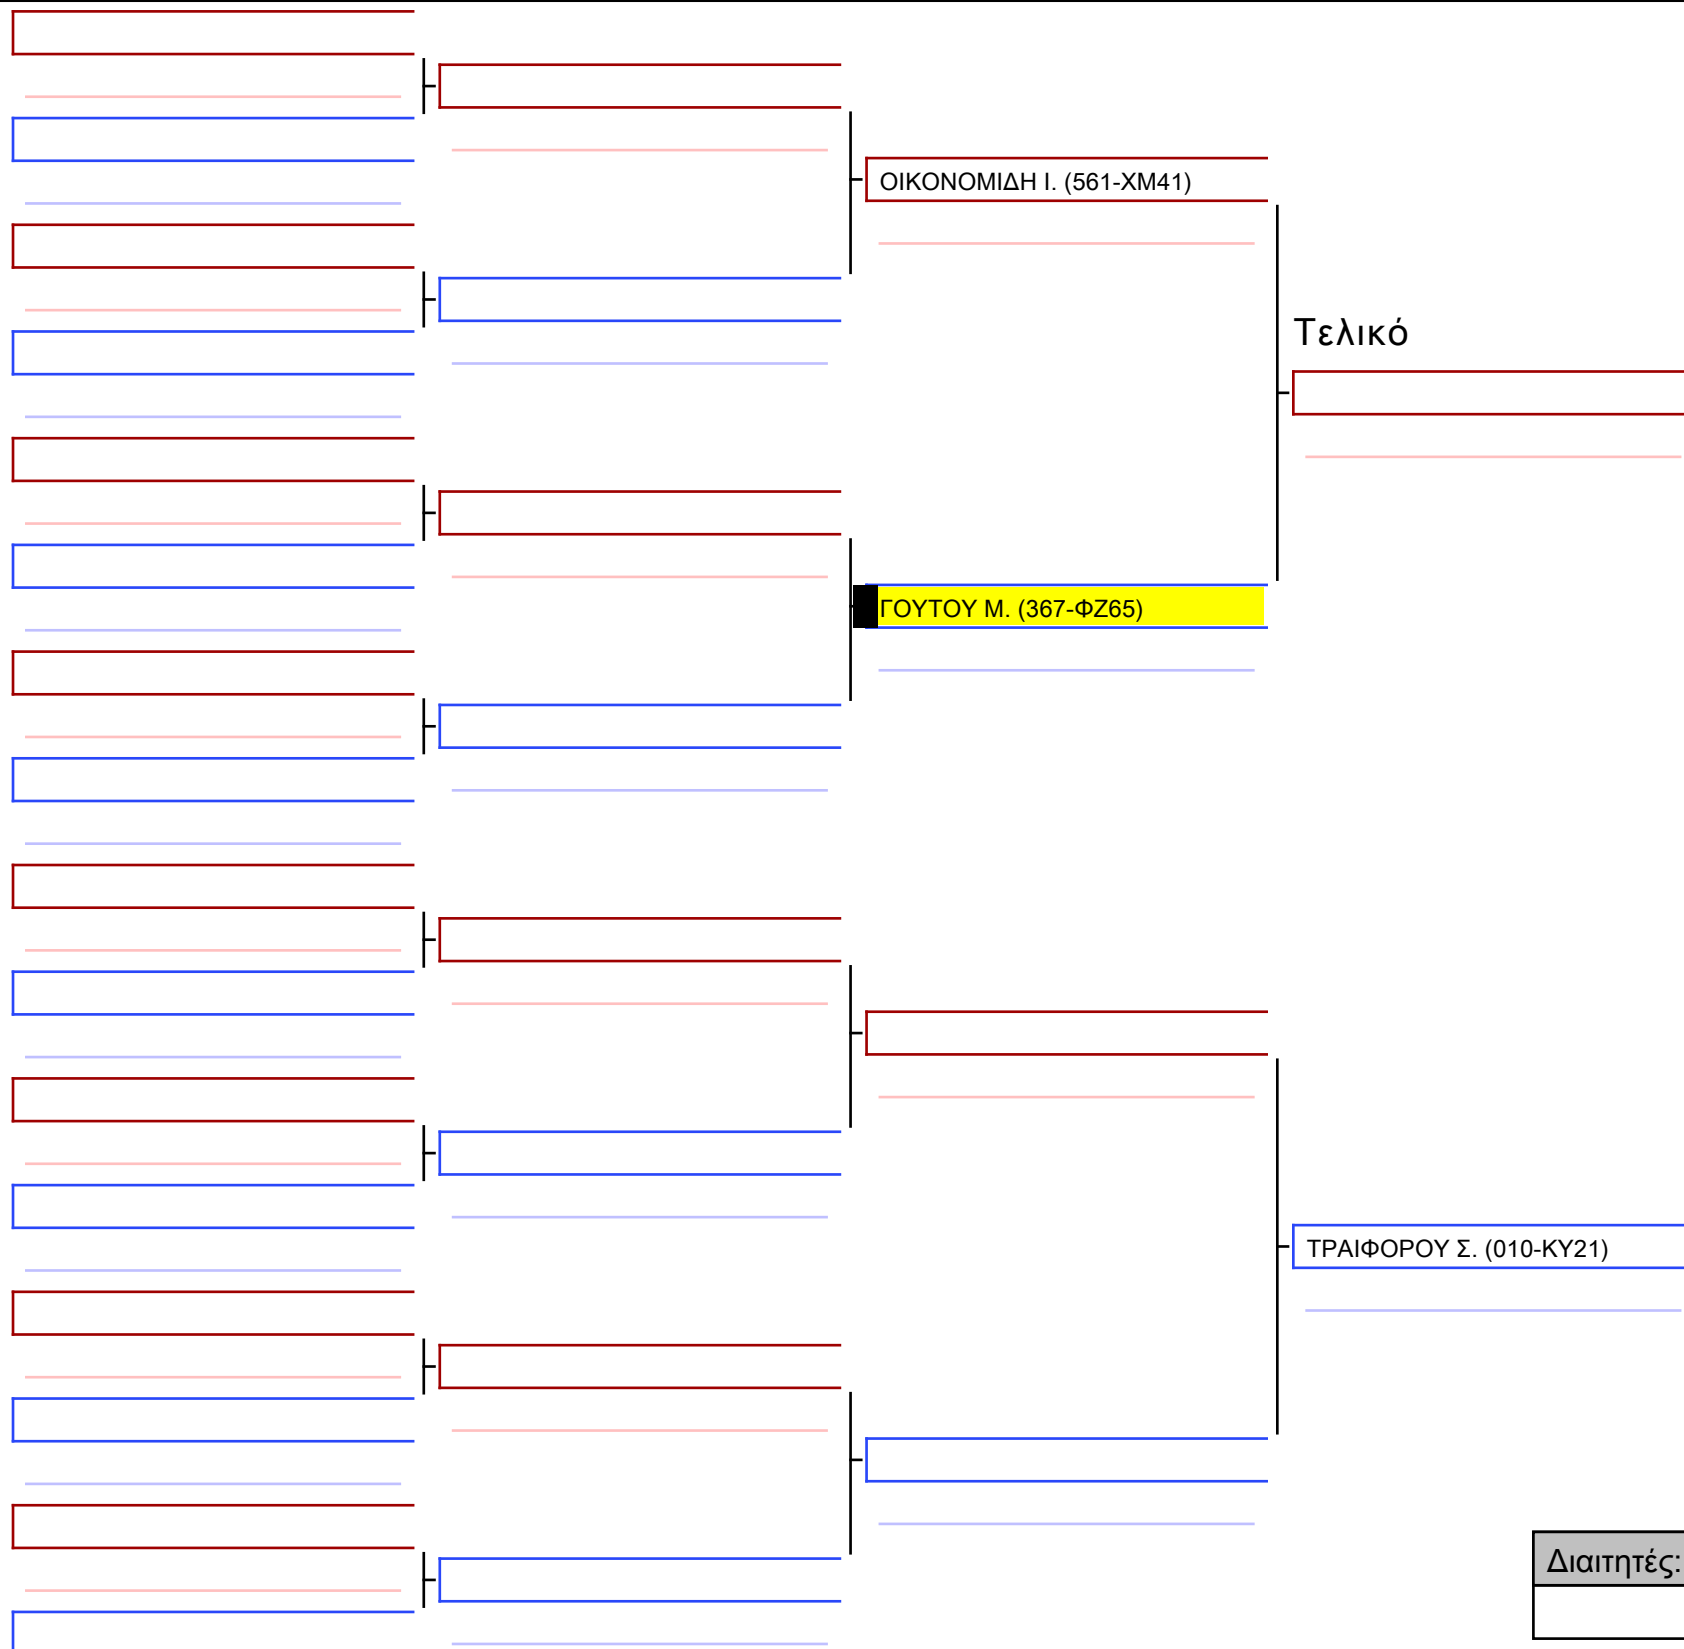 ΟΙΚΟΝΟΜΙΔΗ Ι. (561-ΧΜ41)
Τελικό
ΓΟΥΤΟΥ Μ. (367-ΦΖ65)
ΤΡΑΙΦΟΡΟΥ Σ. (010-ΚΥ21)
Διαιτητές: